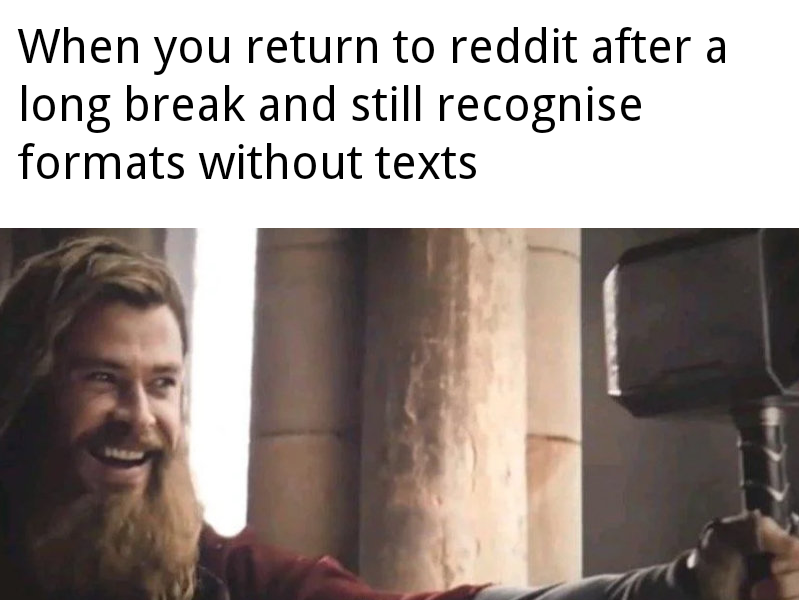 When you return to reddit after a
long break and still recognise
formats without texts